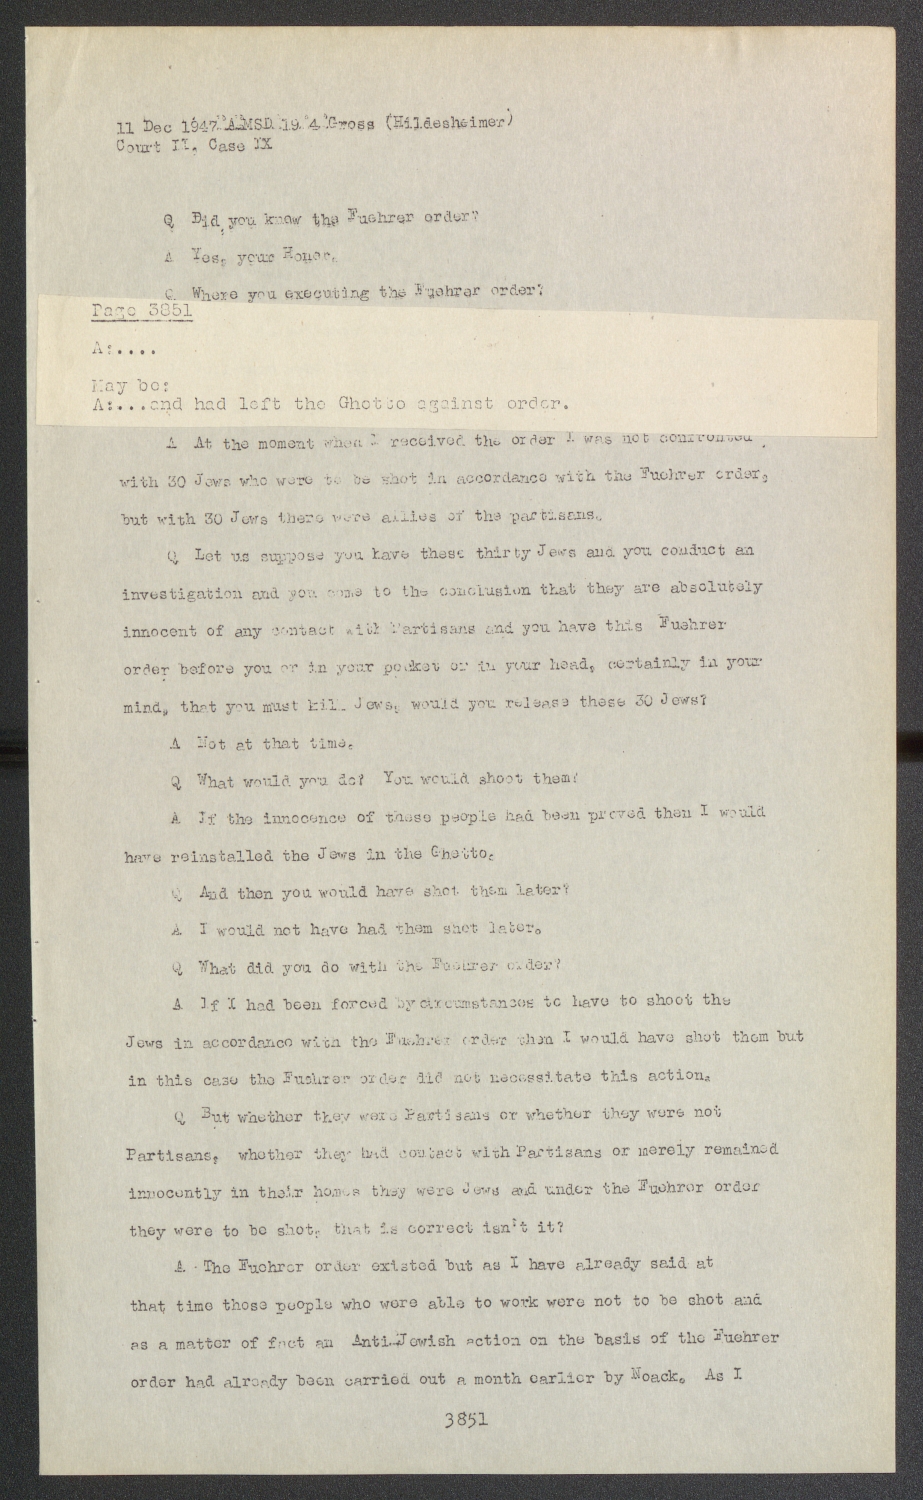 11 Dec 1947 A MSD 19 4 Gross (Hildesheimer)
Court II, Case IX
Q Did you know the Fuehrer order?
A Yes, your Honor.
Q Where you executing the Fuehrer order?
Page 3851
A:....
May be:
A:...and had left the Ghetto against order.
A At the moment when I received the order I was not confronted
with 30 Jews who were to be shot in accordance with the Fuehrer order,
but with 30 Jews there were allies of the partisans.
Q Let us suppose you have these thirty Jews and you conduct an
investigation and you come to the conclusion that they are absolutely
innocent of any contact with Partisans and you have this Fuehrer
order before you or in your pocket or in your head, certainly in your
mind, that you must kill Jews, would you release these 30 Jews?
A Not at that time.
Q What would you do? You would shoot them?
A If the innocence of these people had been proved then I would
have reinstalled the Jews in the Ghetto.
Q And then you would have shot them later?
A I would not have had them shot later.
Q What did you do with the Fuehrer order?
A If I had been forced by circumstances to have to shoot the
Jews in accordance with the Fuehrer order then I would have shot them but
in this case the Fuehrer order did not necessitate this action.
Q But whether they were Partisans or whether they were not
Partisans, whether they had contact with Partisans or merely remained
innocently in their homes they were Jews and under the Fuehrer order
they were to be shot, that is correct isn't it?
A The Fuehrer order existed but as I have already said at
that time those people who were able to work were not to be shot and
as a matter of fact an Anti-Jewish action on the basis of the Fuehrer
order had already been carried out a month earlier by Noack. As I
3851